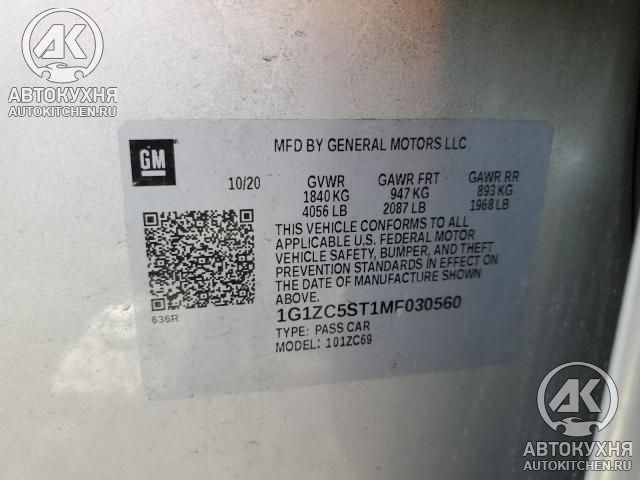 AK
АВТОКУХНЯ
AUTOKITCHEN.RU
GM
MFD BY GENERAL MOTORS LLC
10/20 GVWR GAWR FRT GAWR RR
1840 KG 947 KG 893 KG
4056 LB 2087 LB 1968 LB
THIS VEHICLE CONFORMS TO ALL
APPLICABLE U.S. FEDERAL MOTOR
VEHICLE SAFETY, BUMPER, AND THEFT
PREVENTION STANDARDS IN EFFECT ON
THE DATE OF MANUFACTURE SHOWN
ABOVE.
636R
1G1ZC5ST1MF030560
TYPE: PASS CAR
MODEL: 101ZC69
AK
АВТОКУХНЯ
AUTOKITCHEN.RU